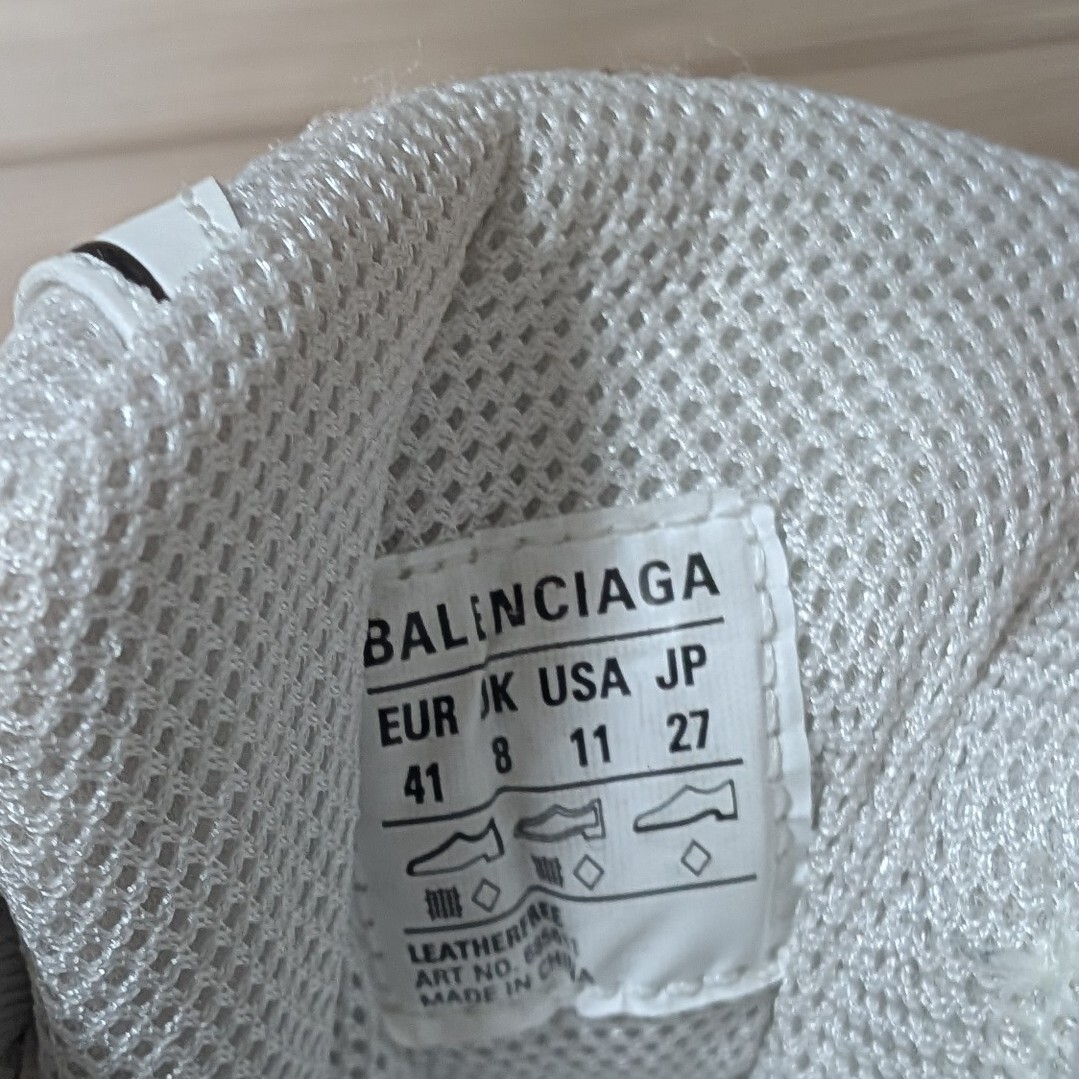 BALENCIAGA
EUR UK USA JP
41 8 11 27
LEATHERFREE
ART NO.
MADE IN CHINA